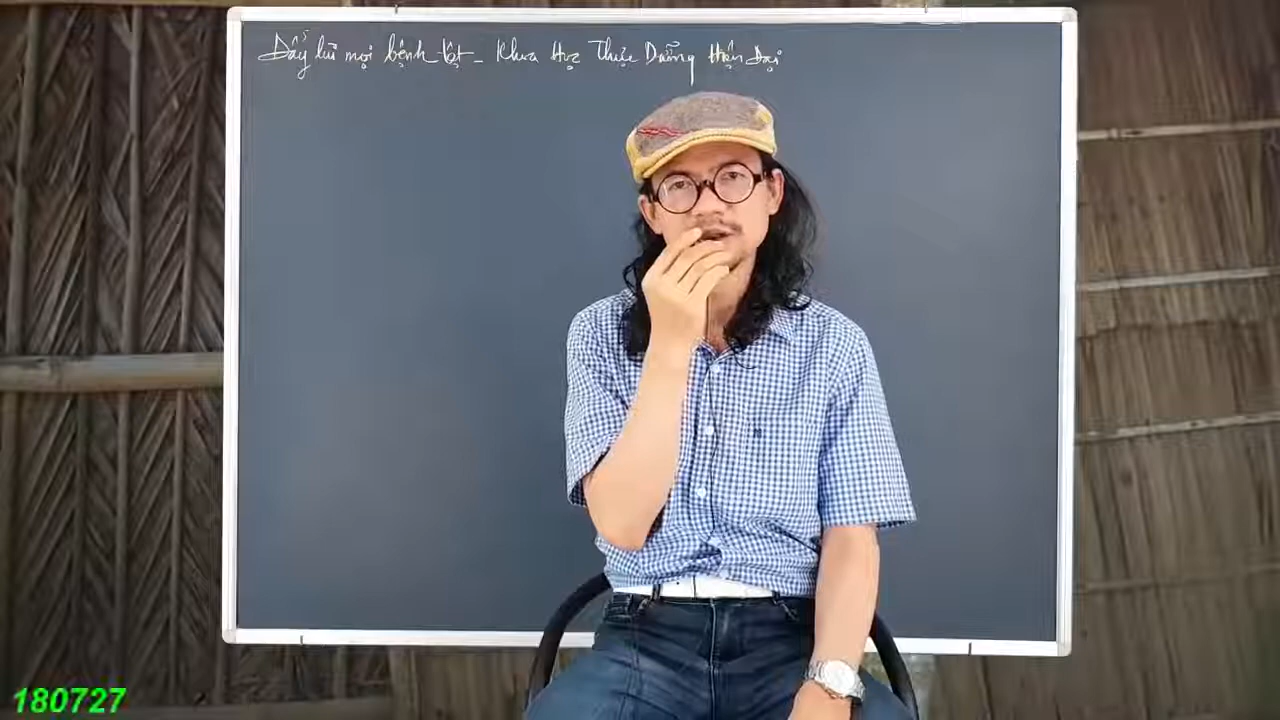 Đẩy lùi mọi bệnh tật - Khoa Học Thực Dưỡng Hiện Đại
180727